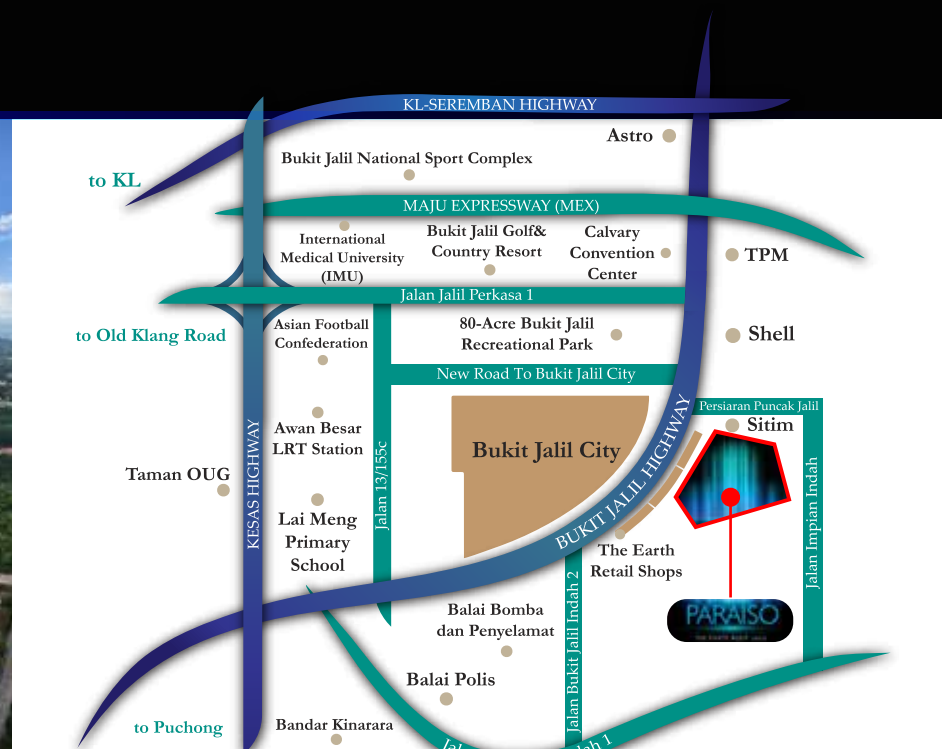 KL-SEREMBAN HIGHWAY
Astro
Bukit Jalil National Sport Complex
to KL
MAJU EXPRESSWAY (MEX)
International
Medical University
(IMU)
Bukit Jalil Golf&
Country Resort
Calvary
Convention
Center
TPM
Jalan Jalil Perkasa 1
to Old Klang Road
Asian Football
Confederation
80-Acre Bukit Jalil
Recreational Park
Shell
New Road To Bukit Jalil City
Persiaran Puncak Jalil
Sitim
Awan Besar
LRT Station
Bukit Jalil City
BUKIT JALIL HIGHWAY
KESAS HIGHWAY
Jalan 13/155c
Jalan Impian Indah
Taman OUG
Lai Meng
Primary
School
The Earth
Retail Shops
Jalan Bukit Jalil Indah 2
PARAISO
Balai Bomba
dan Penyelamat
Balai Polis
to Puchong
Bandar Kinarara